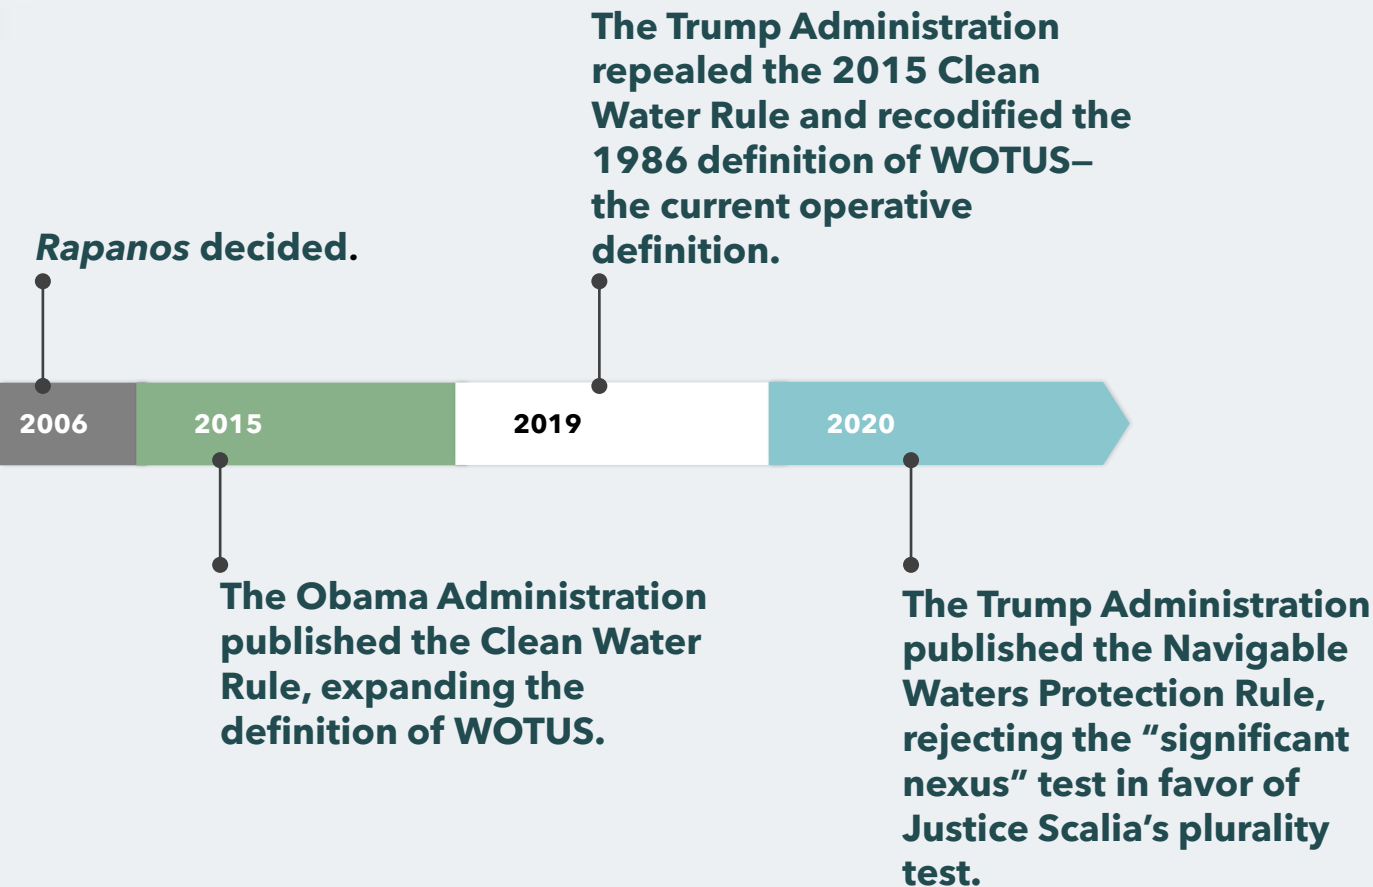 The Trump Administration
repealed the 2015 Clean
Water Rule and recodified the
1986 definition of WOTUS—
the current operative
definition.
Rapanos decided.
2006
2015
2019
2020
The Obama Administration
published the Clean Water
Rule, expanding the
definition of WOTUS.
The Trump Administration
published the Navigable
Waters Protection Rule,
rejecting the “significant
nexus” test in favor of
Justice Scalia’s plurality
test.